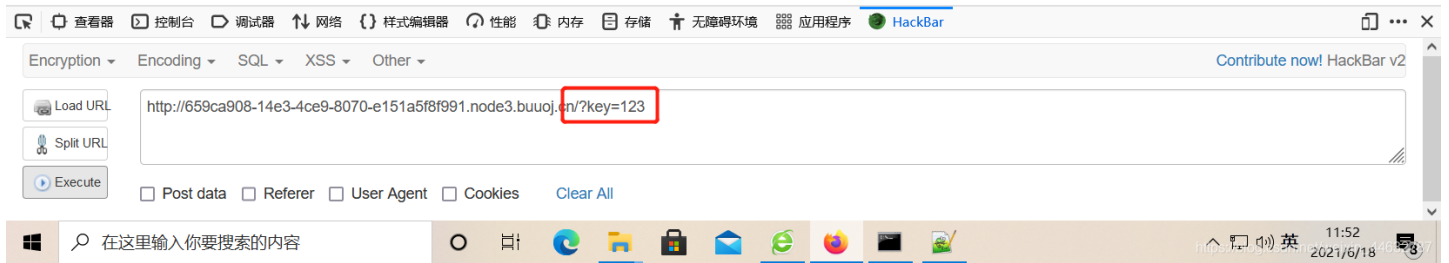 查看器 控制台 调试器 网络 {} 样式编辑器 性能 内存 存储 无障碍环境 应用程序 HackBar
Encryption Encoding SQL XSS Other Contribute now! HackBar v2
Load URL http://659ca908-14e3-4ce9-8070-e151a5f8f991.node3.buuoj.cn/?key=123
Split URL
Execute Post data Referer User Agent Cookies Clear All
在这里输入你要搜索的内容 英 11:52
2021/6/18 3